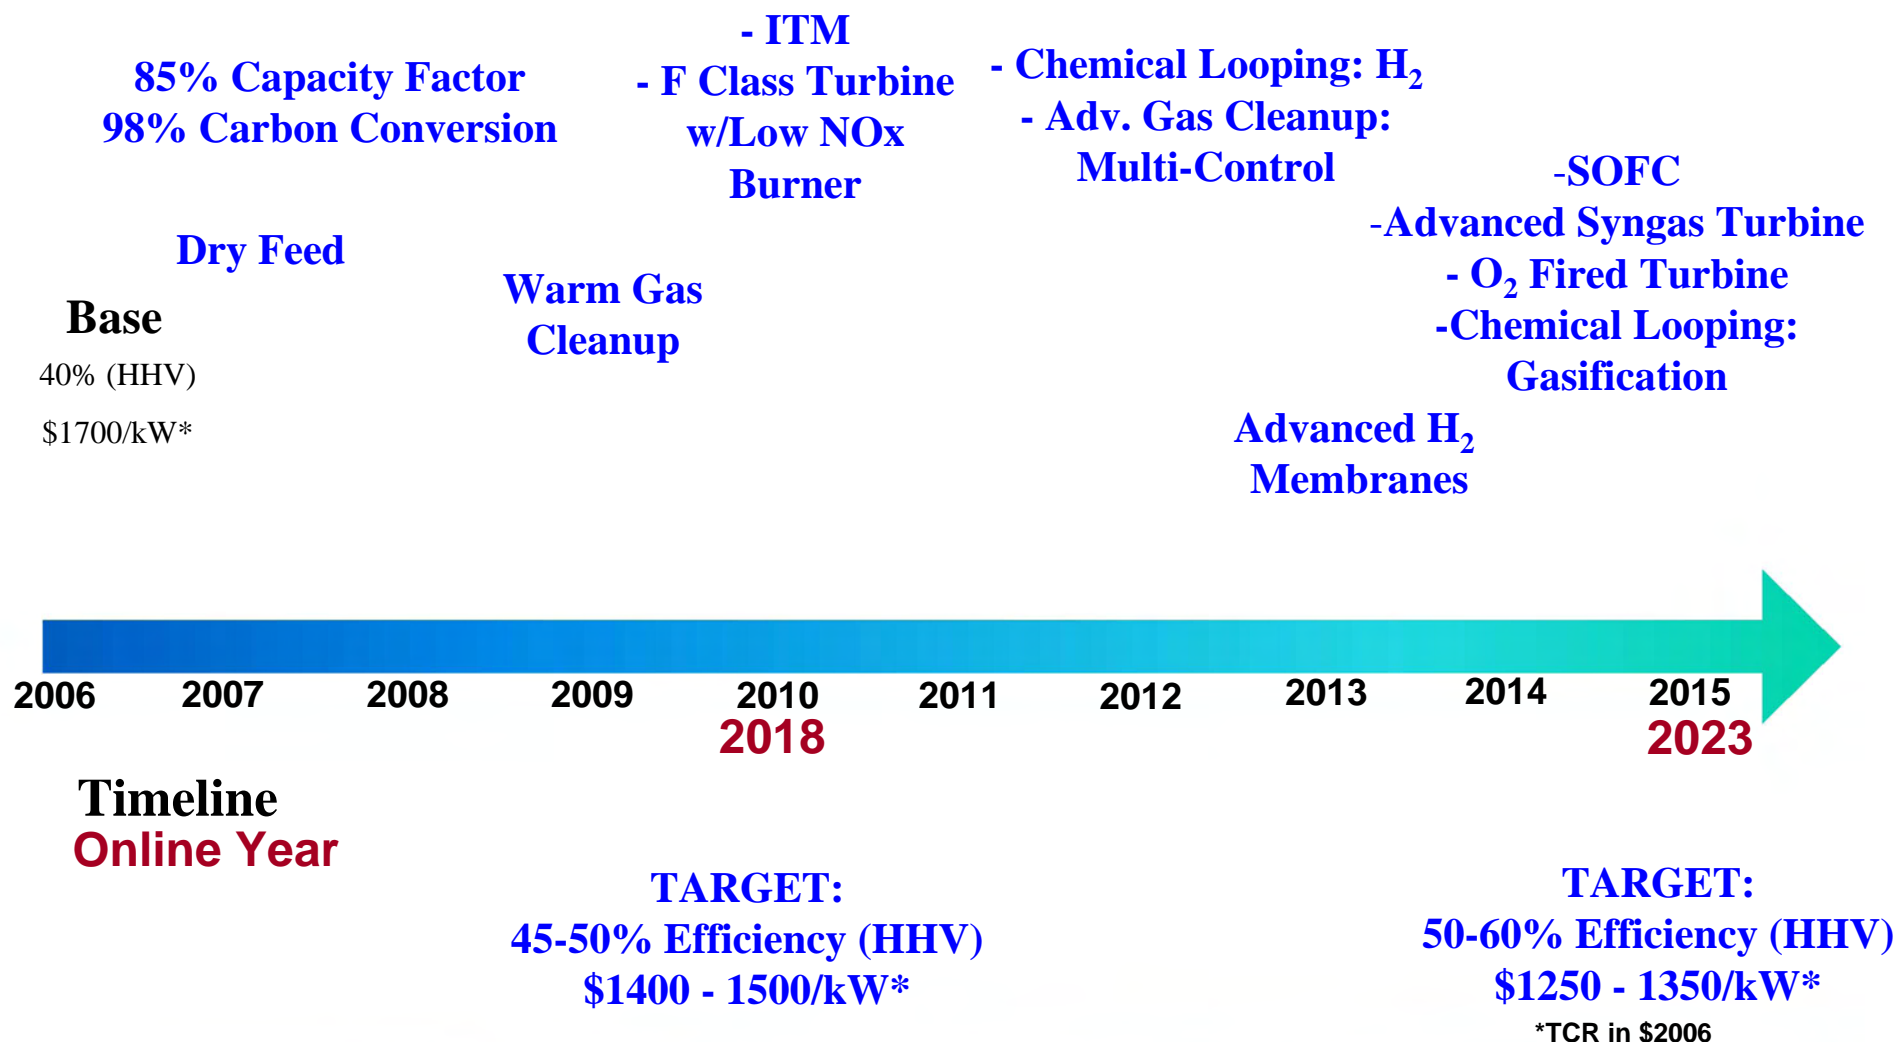 85% Capacity Factor
98% Carbon Conversion
- ITM
- F Class Turbine
w/Low NOx
Burner
- Chemical Looping: H₂
- Adv. Gas Cleanup:
Multi-Control
-SOFC
-Advanced Syngas Turbine
- O₂ Fired Turbine
-Chemical Looping:
Gasification
Dry Feed
Warm Gas
Cleanup
Base
40% (HHV)
$1700/kW*
Advanced H₂
Membranes
2006 2007 2008 2009 2010 2011 2012 2013 2014 2015
2018 2023
Timeline
Online Year
TARGET:
45-50% Efficiency (HHV)
$1400 - 1500/kW*
TARGET:
50-60% Efficiency (HHV)
$1250 - 1350/kW*
*TCR in $2006